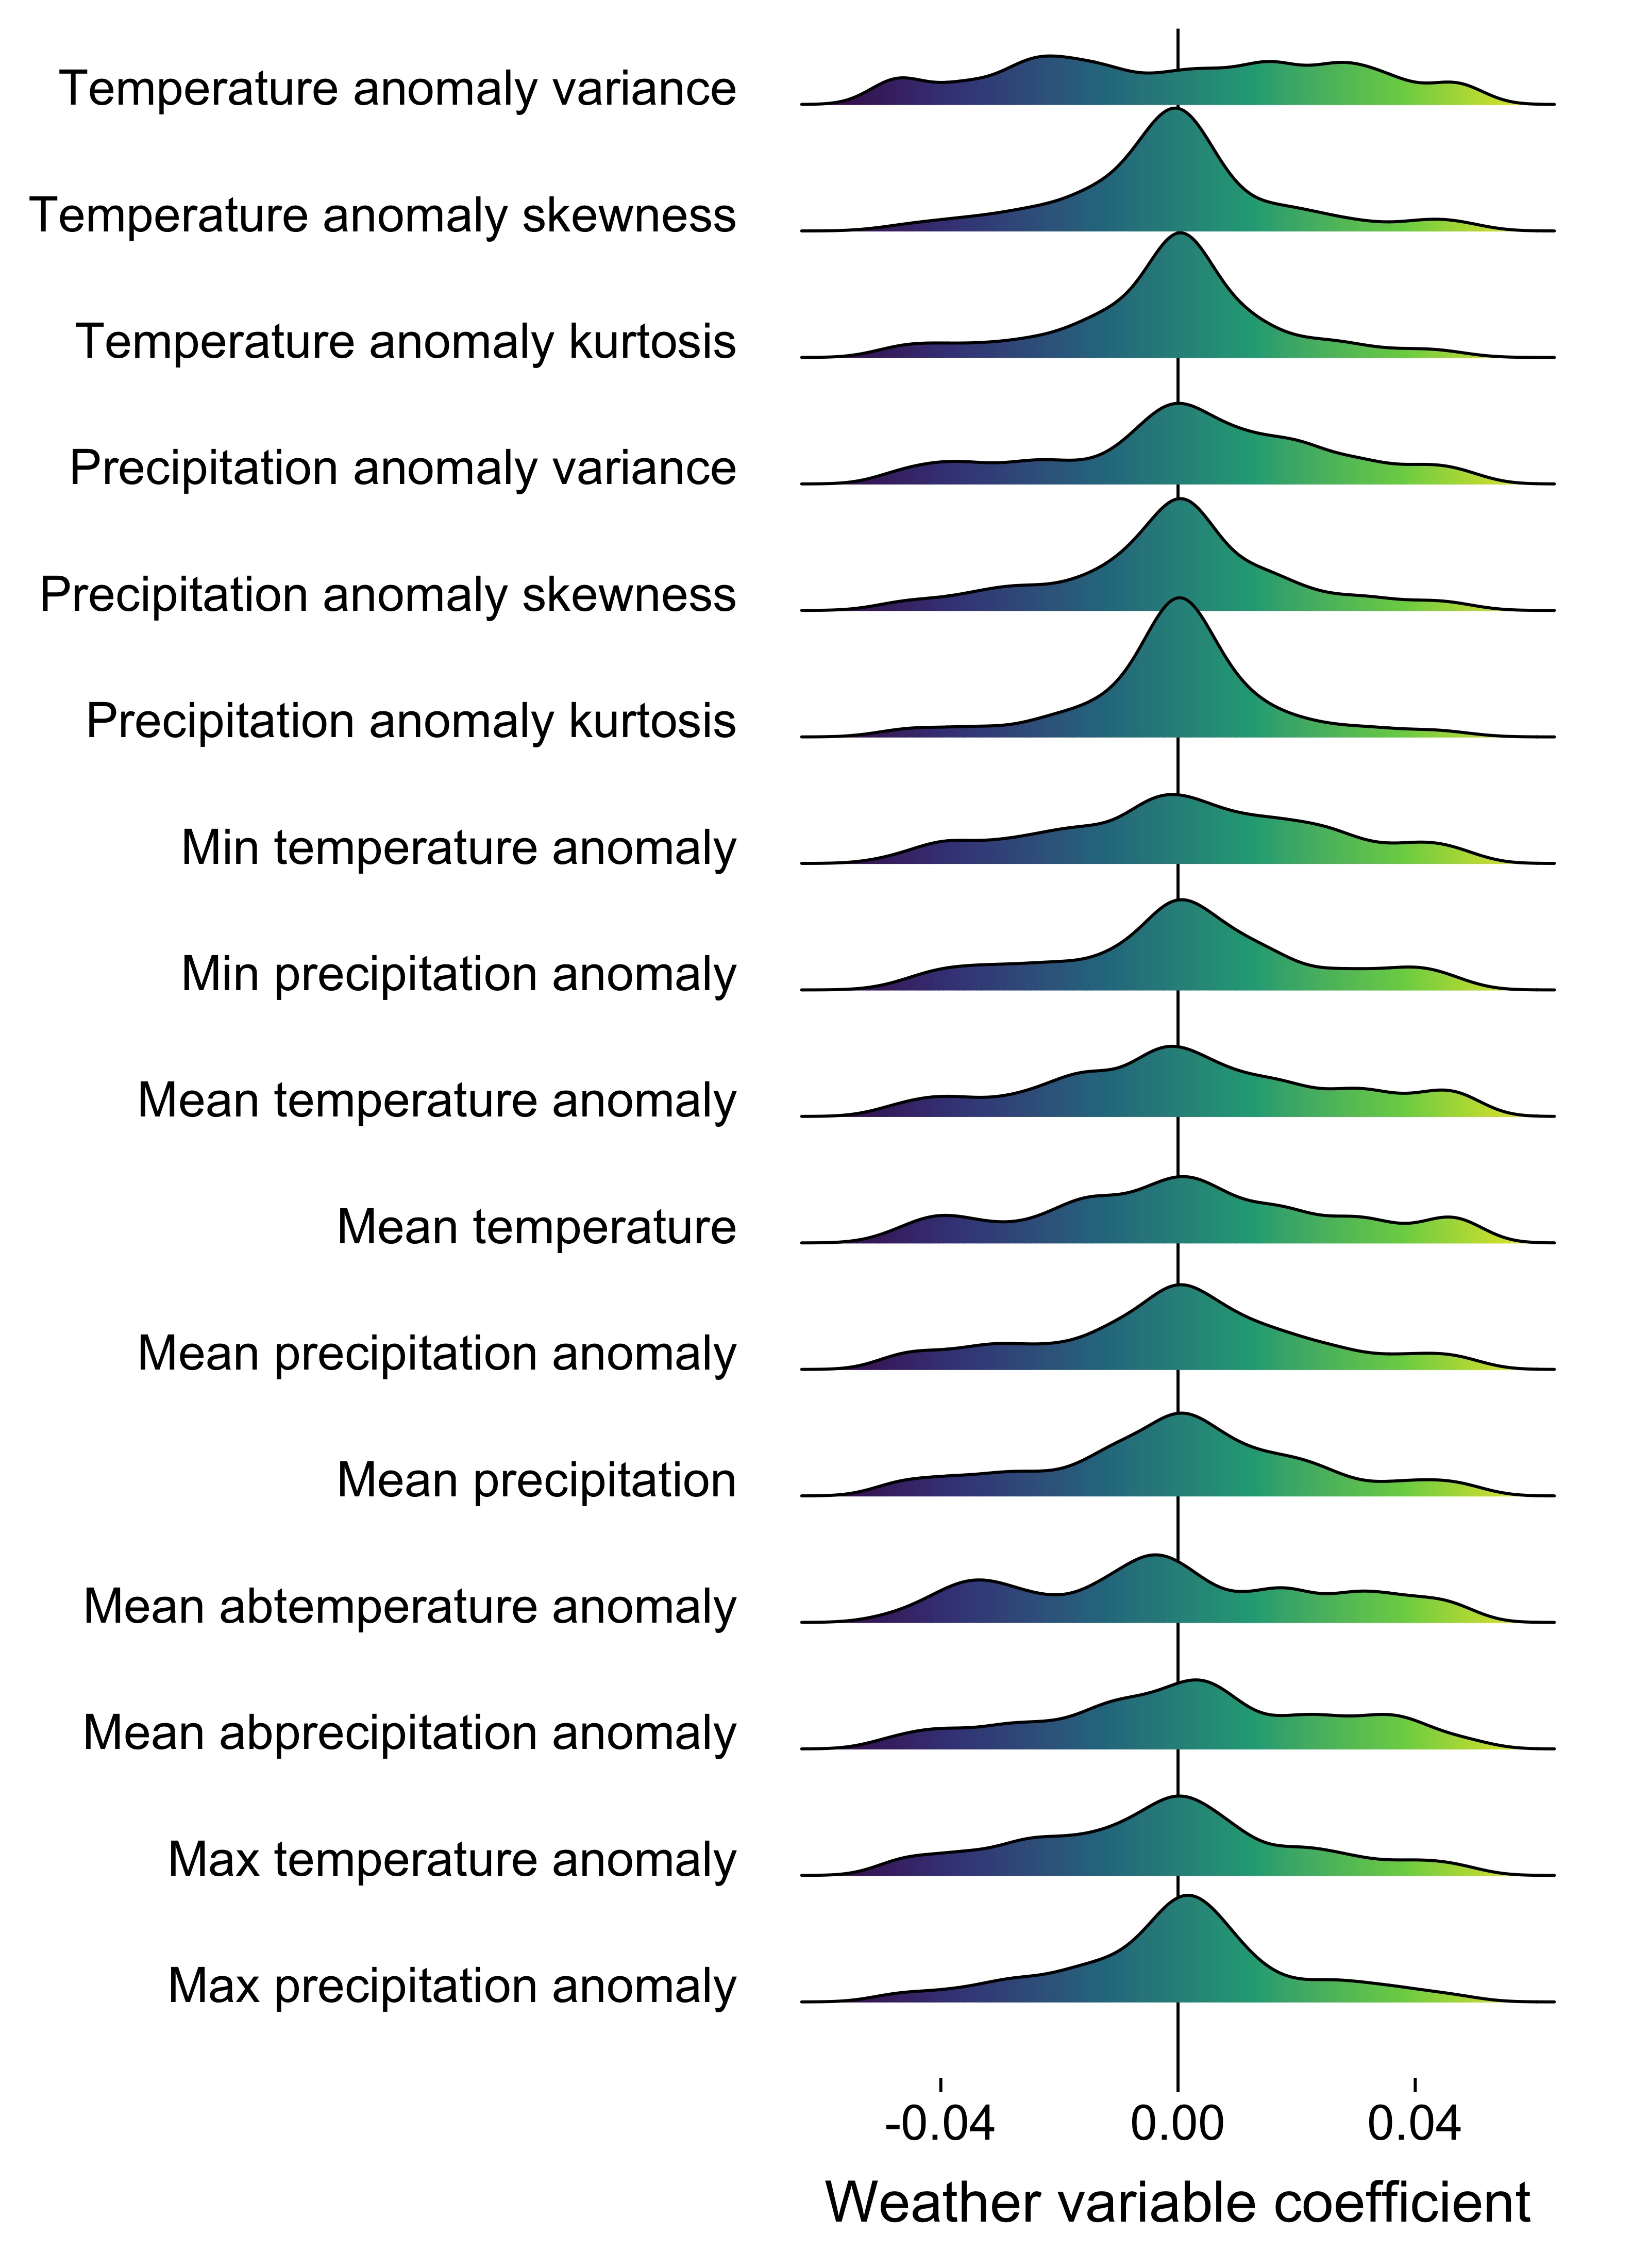 Temperature anomaly variance
Temperature anomaly skewness
Temperature anomaly kurtosis
Precipitation anomaly variance
Precipitation anomaly skewness
Precipitation anomaly kurtosis
Min temperature anomaly
Min precipitation anomaly
Mean temperature anomaly
Mean temperature
Mean precipitation anomaly
Mean precipitation
Mean abtemperature anomaly
Mean abprecipitation anomaly
Max temperature anomaly
Max precipitation anomaly
-0.04 0.00 0.04
Weather variable coefficient